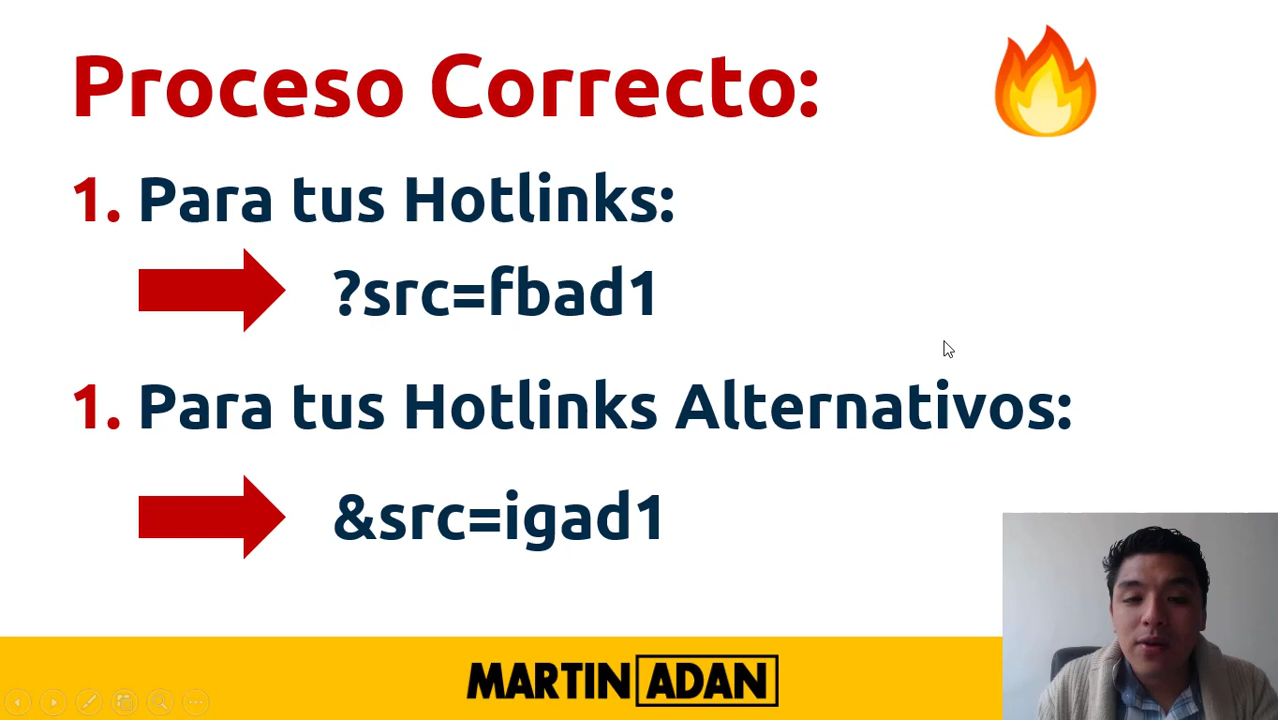 Proceso Correcto:
1. Para tus Hotlinks:
?src=fbad1
1. Para tus Hotlinks Alternativos:
&src=igad1
MARTIN ADAN